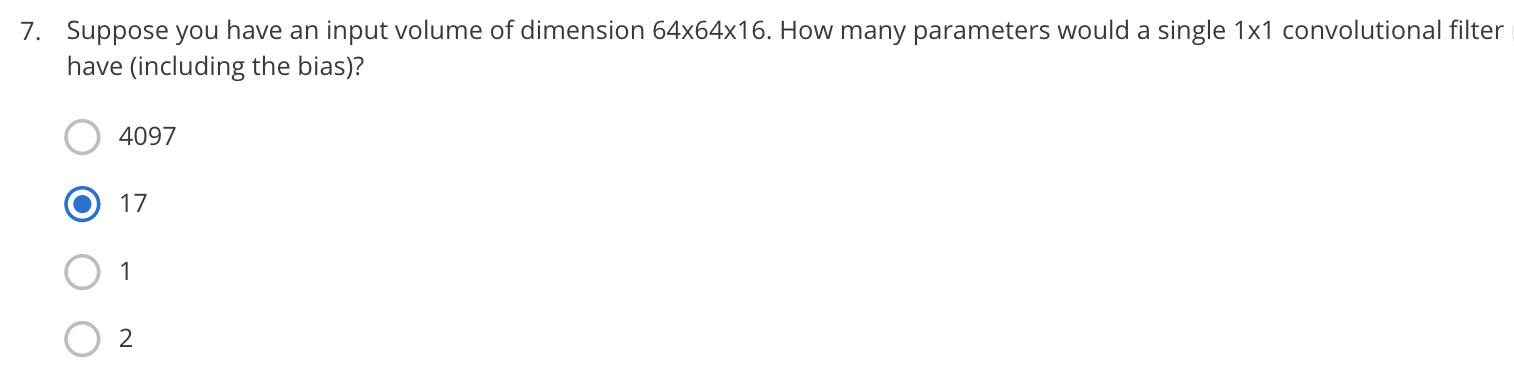 7. Suppose you have an input volume of dimension 64x64x16. How many parameters would a single 1x1 convolutional filter
have (including the bias)?
4097
17
1
2